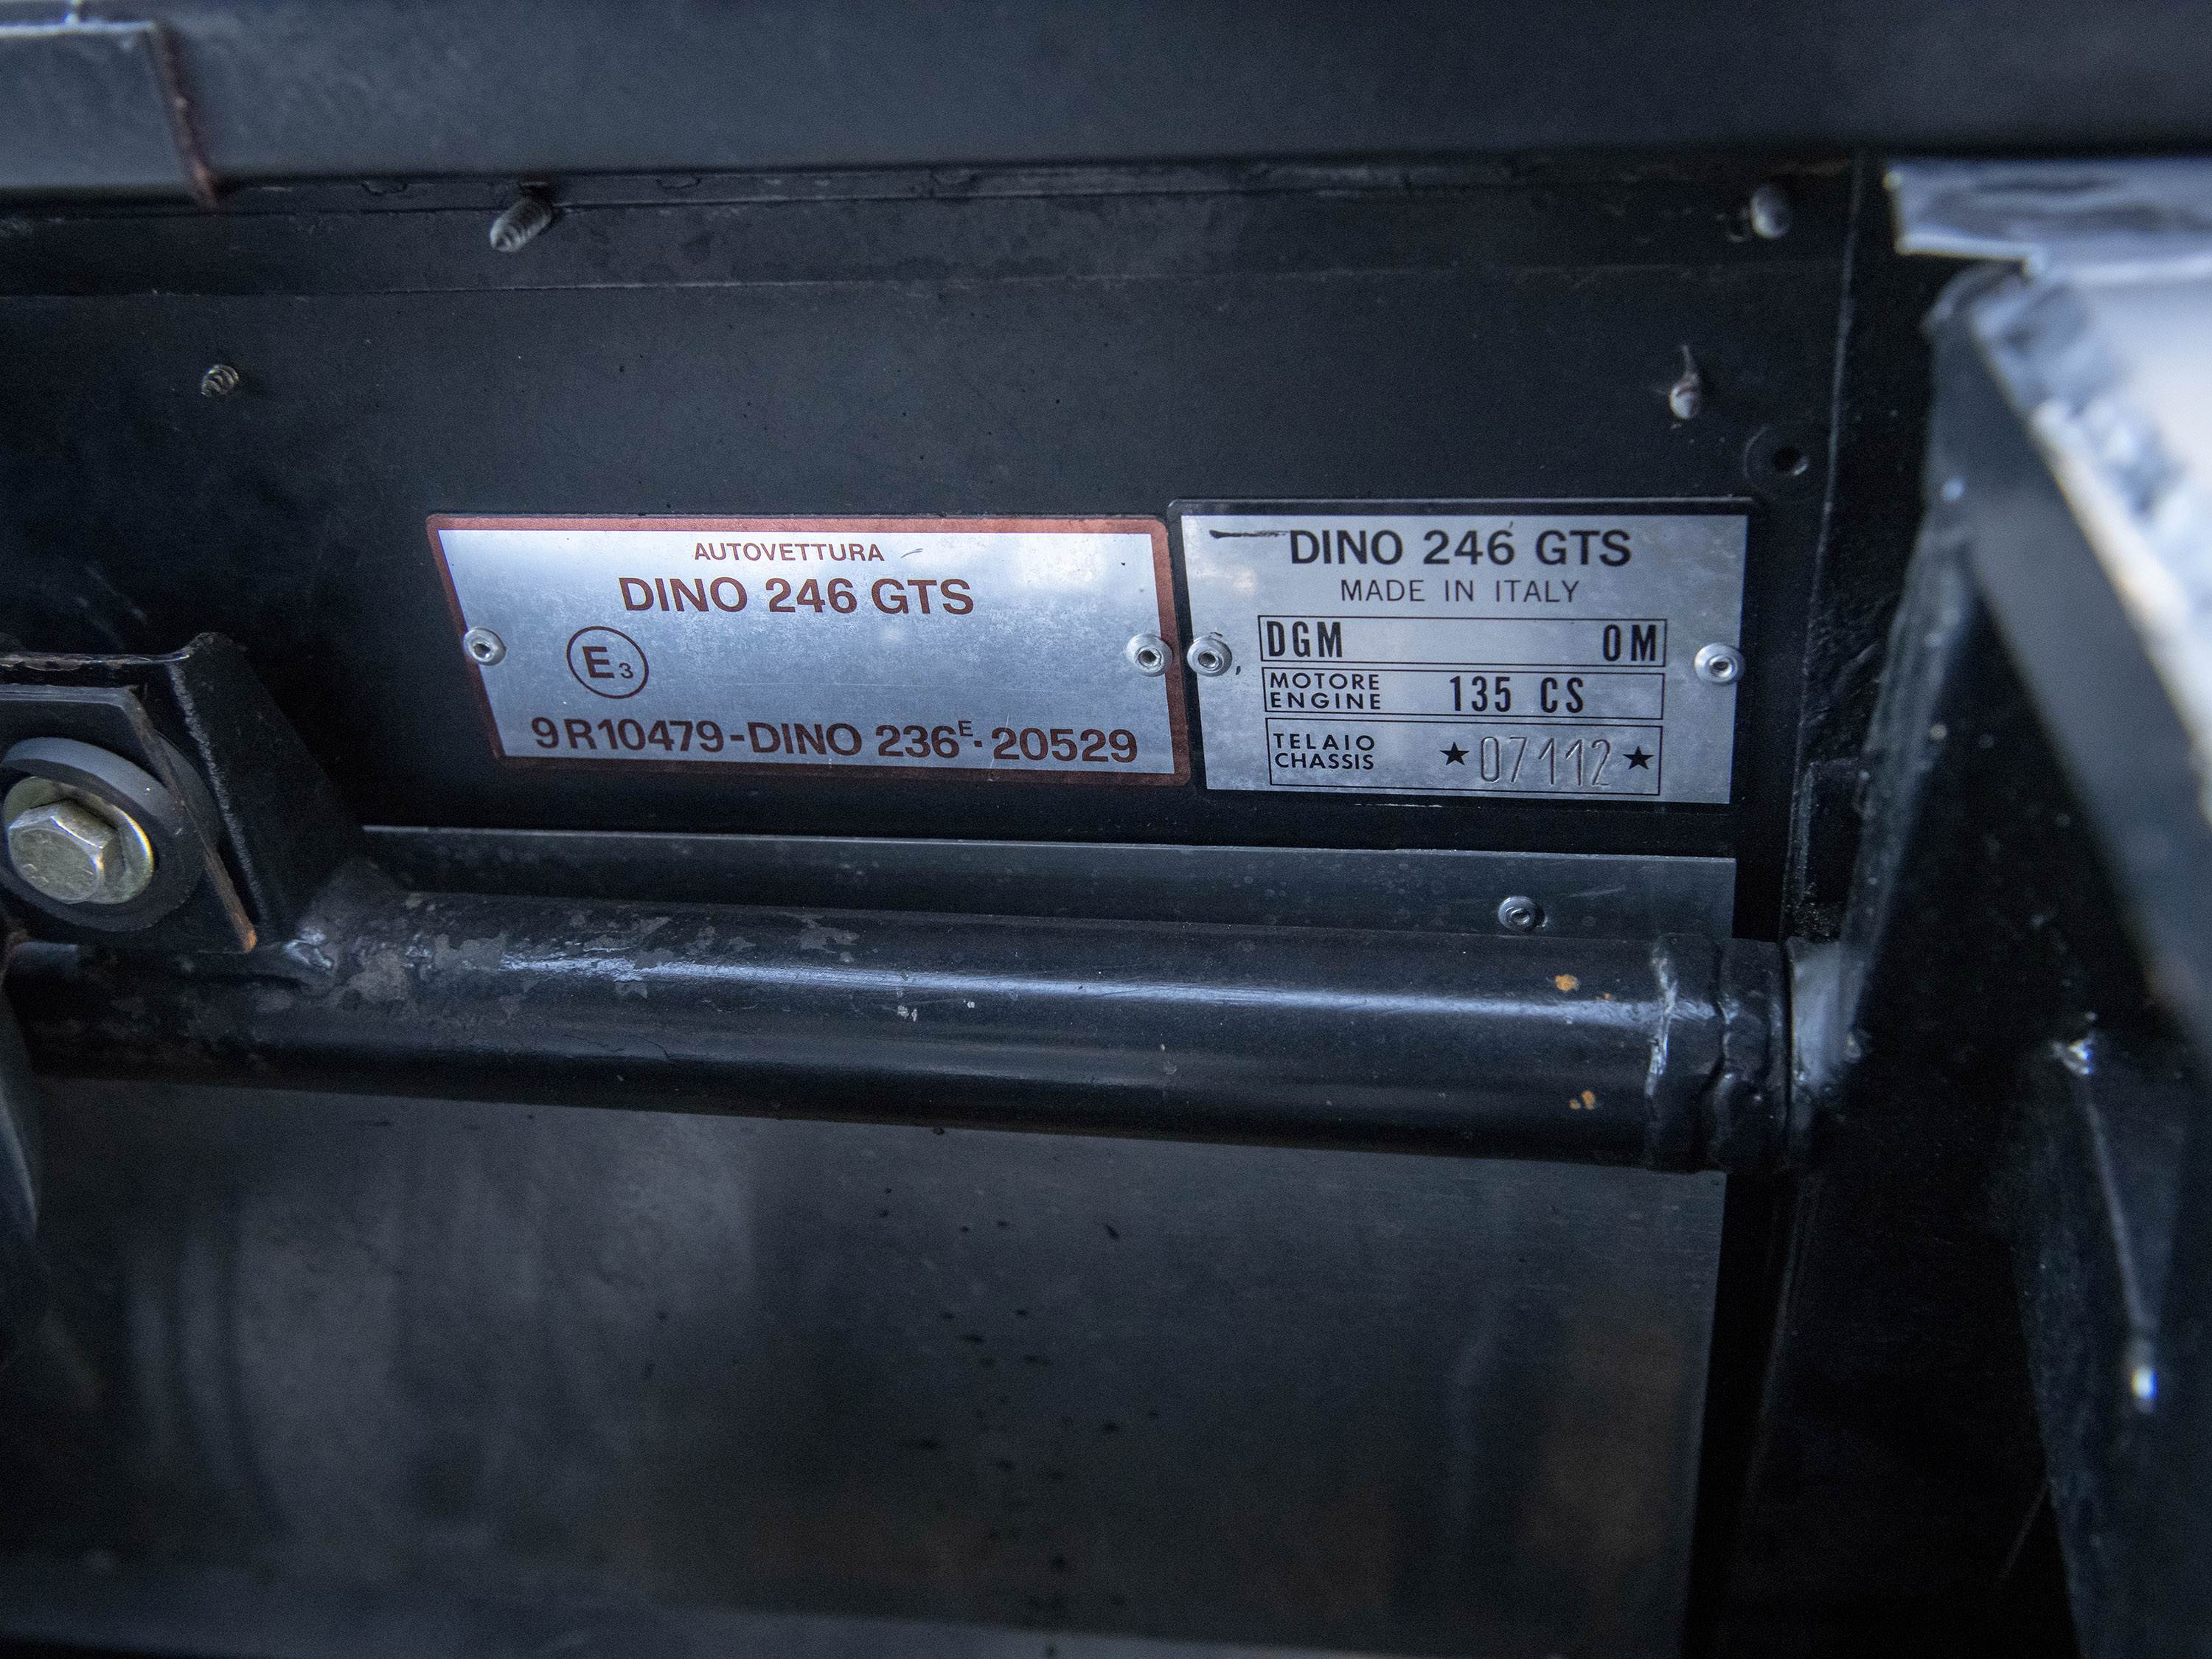 AUTOVETTURA
DINO 246 GTS
E3
9R10479-DINO 236E·20529
DINO 246 GTS
MADE IN ITALY
DGM OM
MOTORE
ENGINE 135 CS
TELAIO
CHASSIS ★07112★